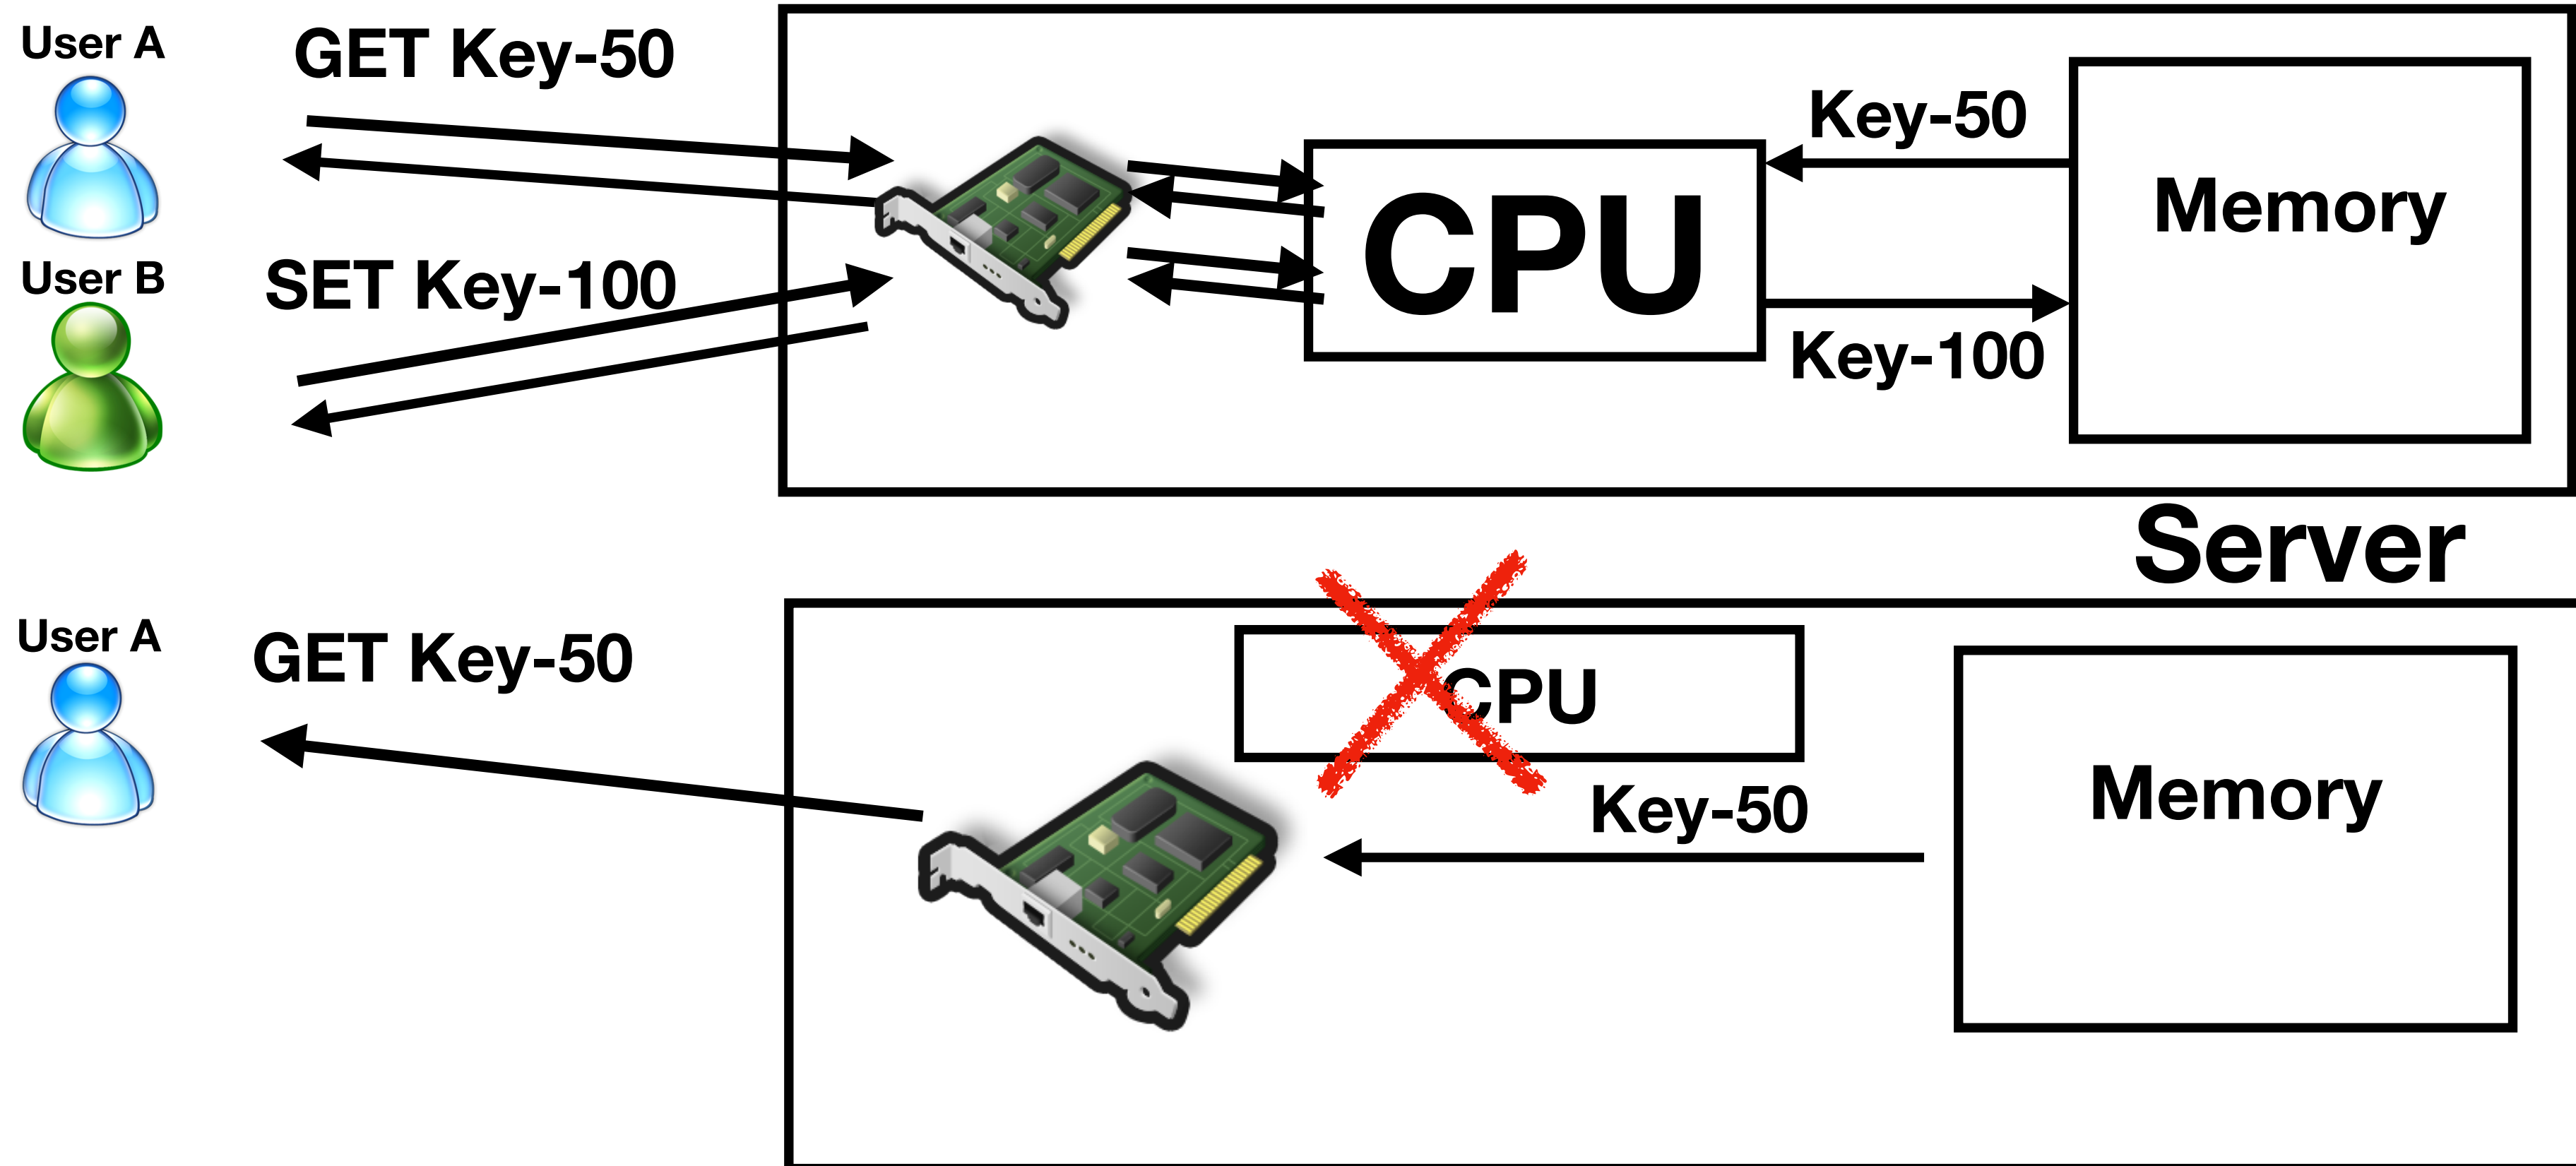 User A
GET Key-50
Key-50
CPU
Memory
User B
SET Key-100
Key-100
Server
User A
GET Key-50
CPU
Key-50
Memory